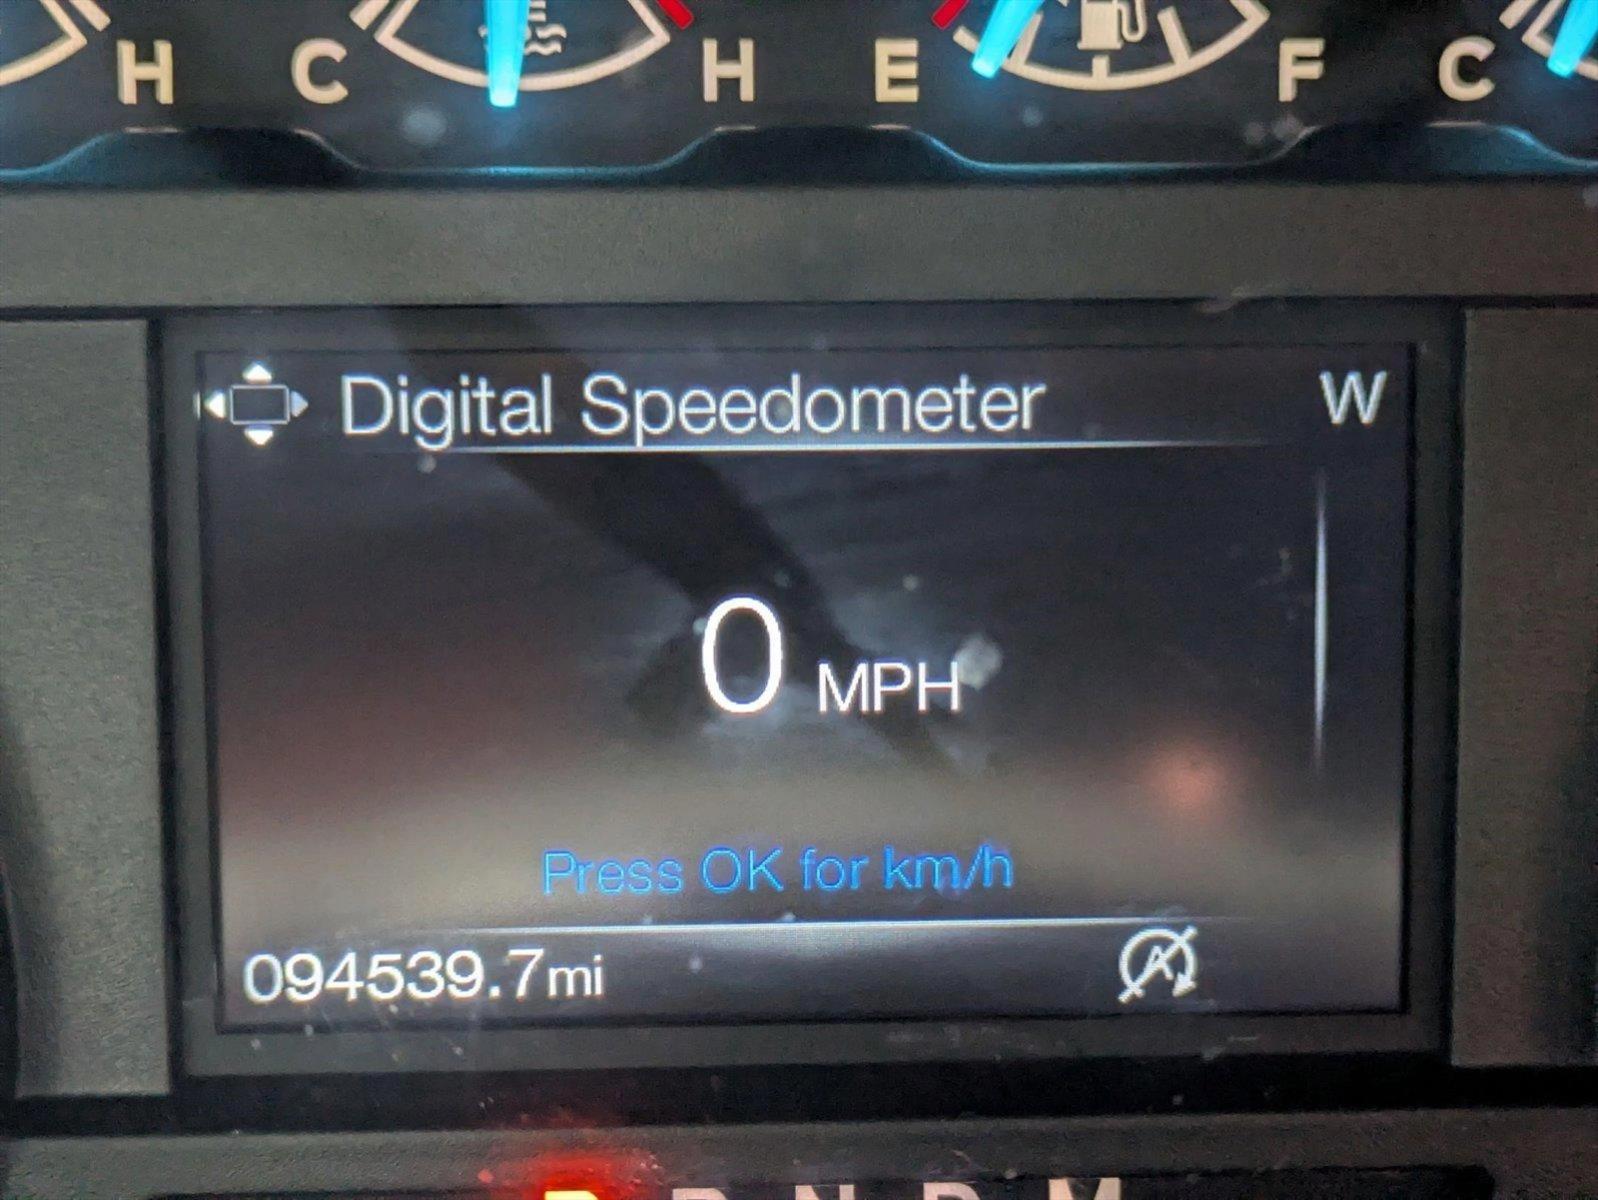 H C H E F C
Digital Speedometer W
0 MPH
Press OK for km/h
094539.7mi
A
P R N D M